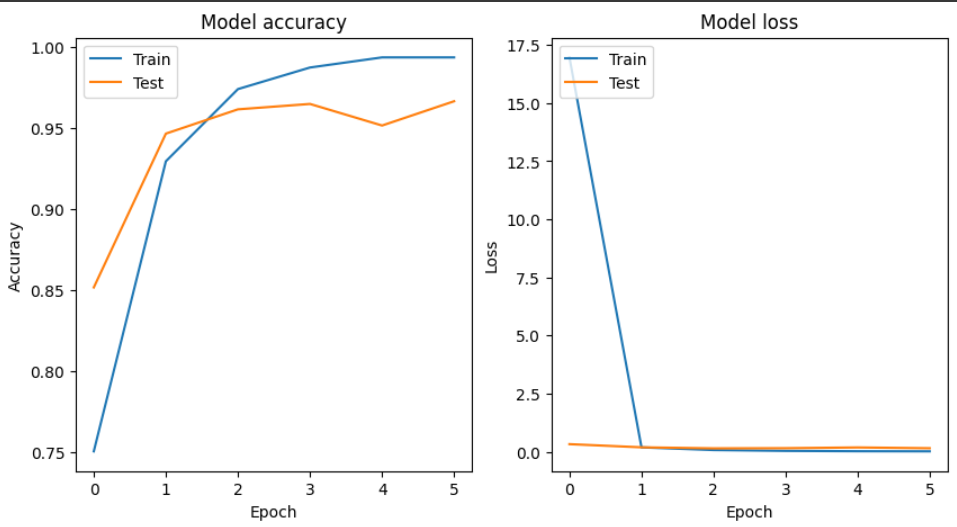 Model accuracy
1.00
0.95
0.90
0.85
0.80
0.75
Accuracy
Train
Test
0 1 2 3 4 5
Epoch
Model loss
17.5
15.0
12.5
10.0
7.5
5.0
2.5
0.0
Loss
Train
Test
0 1 2 3 4 5
Epoch